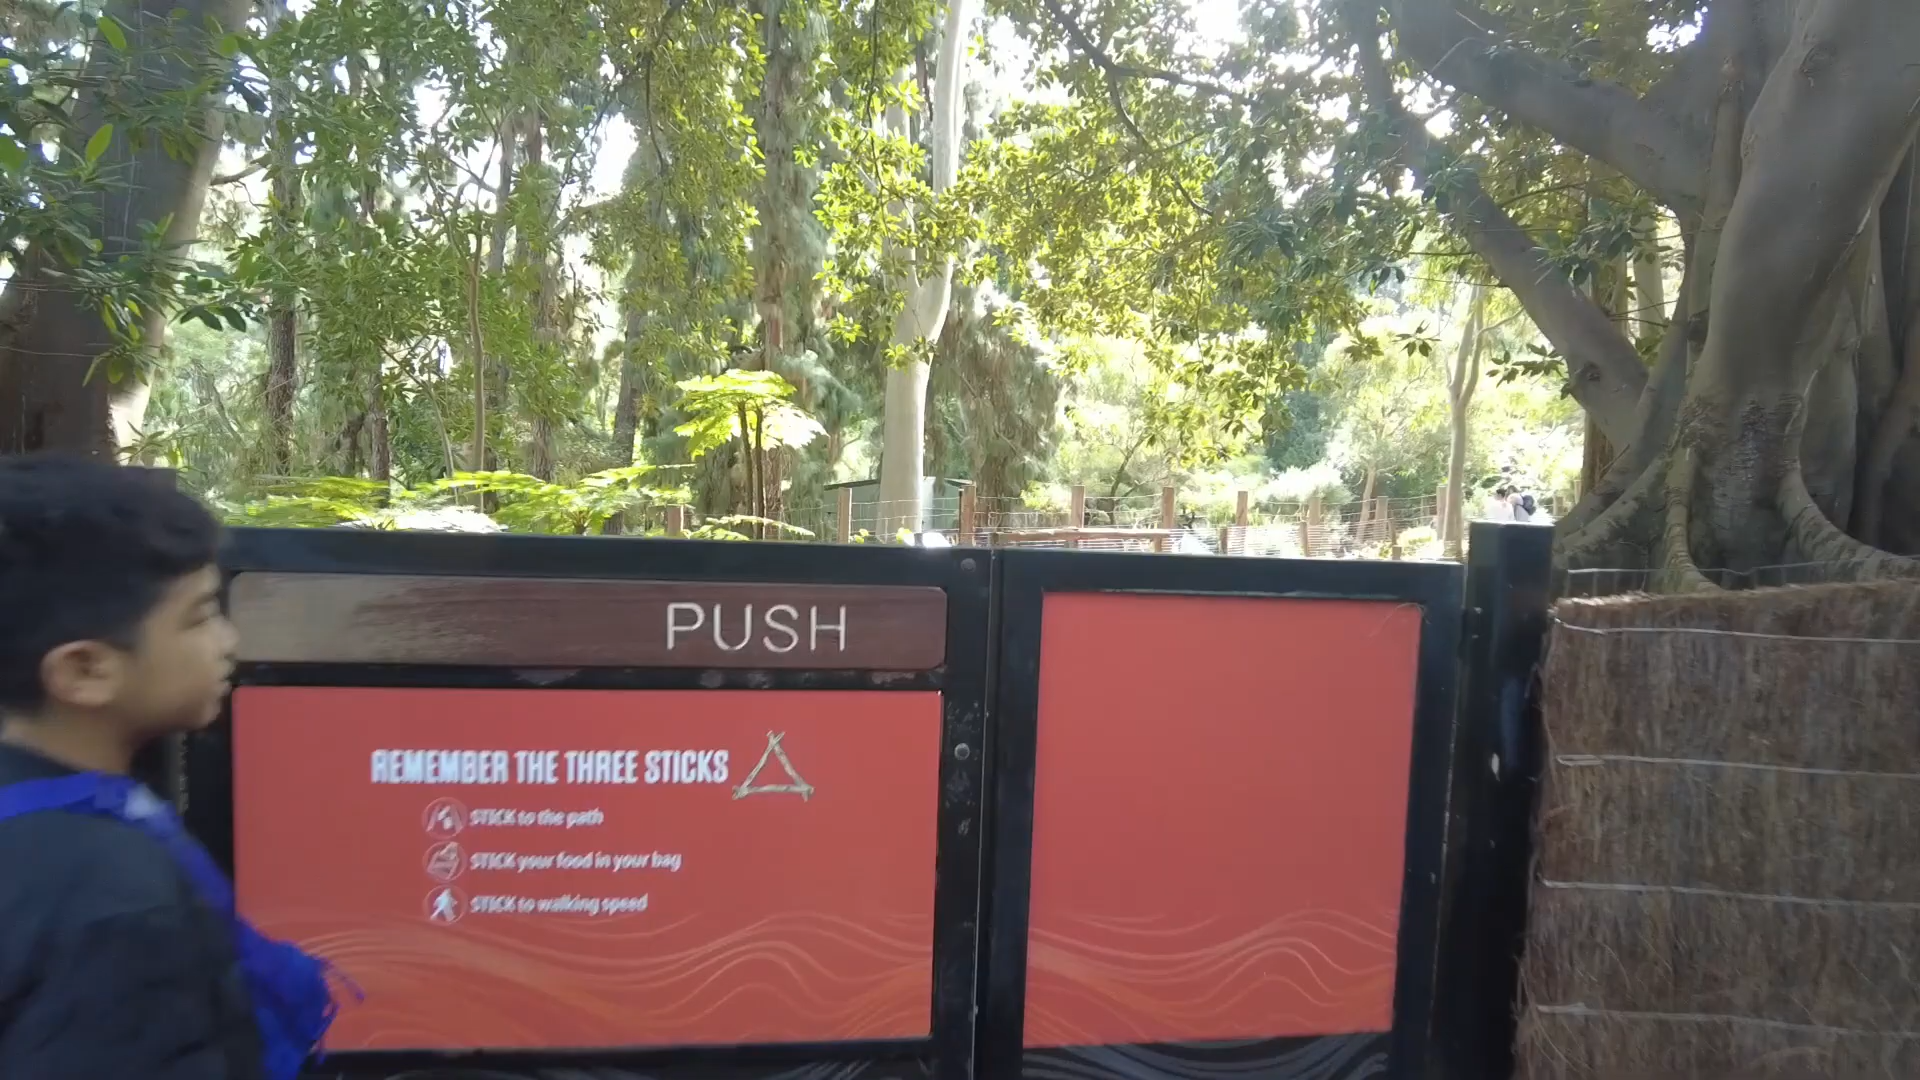 PUSH
REMEMBER THE THREE STICKS
STICK to the path
STICK your food in your bag
STICK to walking speed